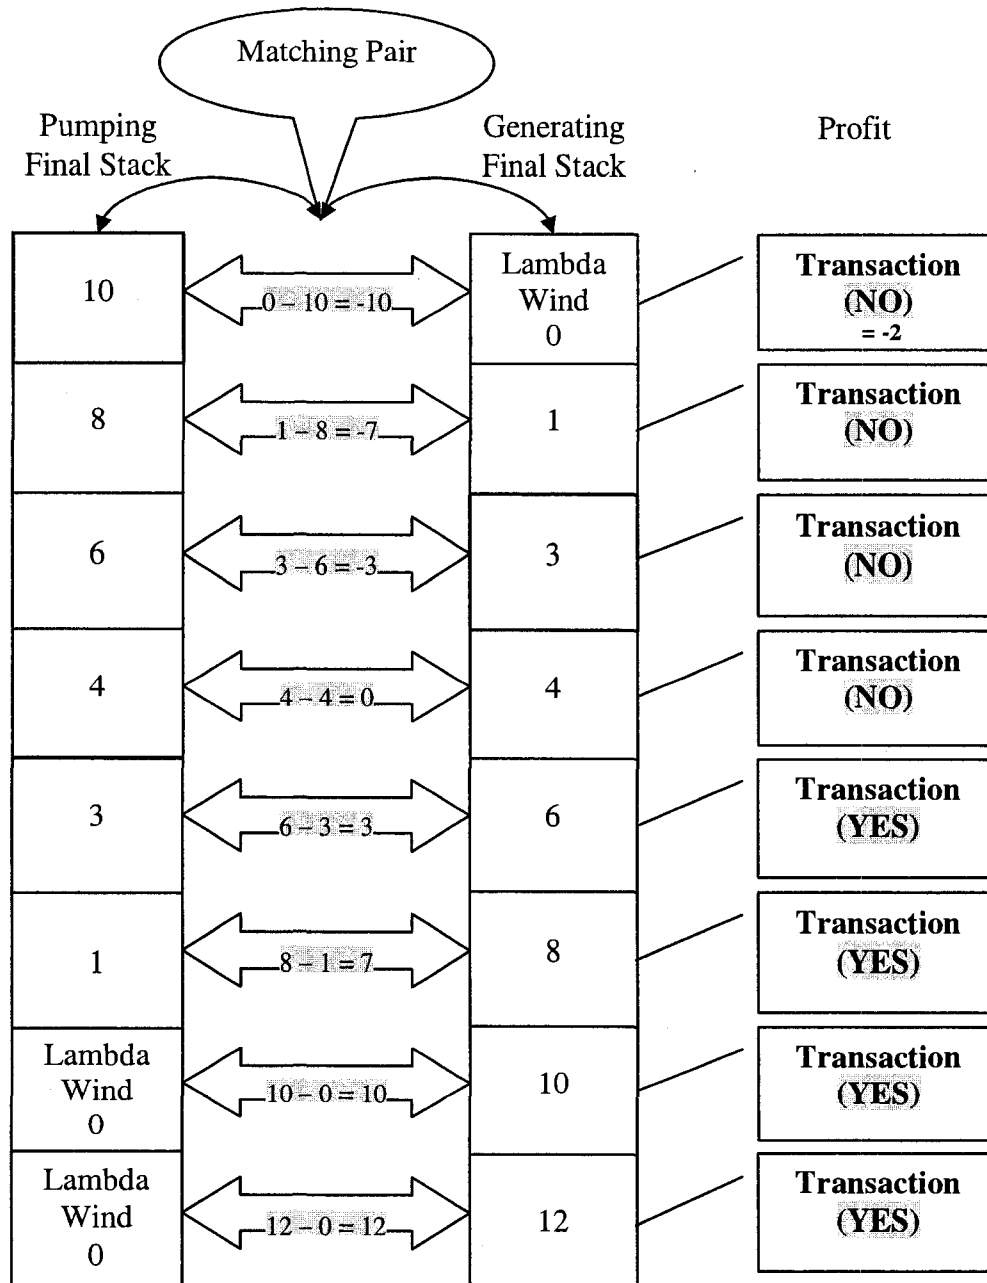 Matching Pair
Pumping
Final Stack
Generating
Final Stack
Profit
10
0 – 10 = -10
Lambda
Wind
0
Transaction
(NO)
= -2
8
1 – 8 = -7
1
Transaction
(NO)
6
3 – 6 = -3
3
Transaction
(NO)
4
4 – 4 = 0
4
Transaction
(NO)
3
6 – 3 = 3
6
Transaction
(YES)
1
8 – 1 = 7
8
Transaction
(YES)
Lambda
Wind
0
10 – 0 = 10
10
Transaction
(YES)
Lambda
Wind
0
12 – 0 = 12
12
Transaction
(YES)